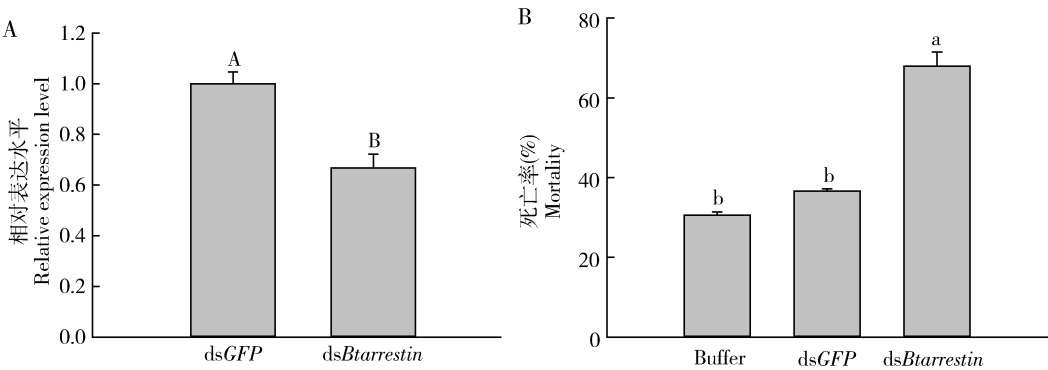 A
相对表达水平
Relative expression level
1.2
1.0
0.8
0.6
0.4
0.2
0.0
A
B
dsGFP
dsBtarrestin
B
死亡率(%)
Mortality
80
60
40
20
0
b
b
a
Buffer
dsGFP
dsBtarrestin